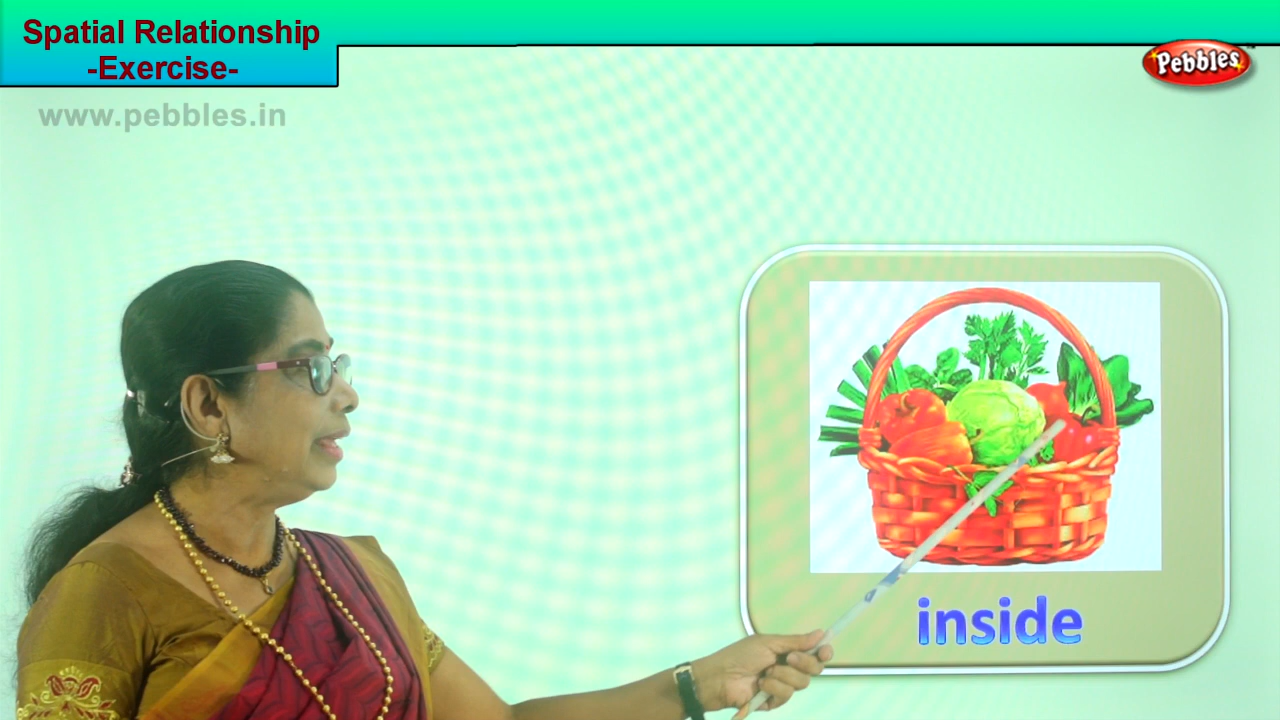 Spatial Relationship
-Exercise-
Pebbles
www.pebbles.in
inside